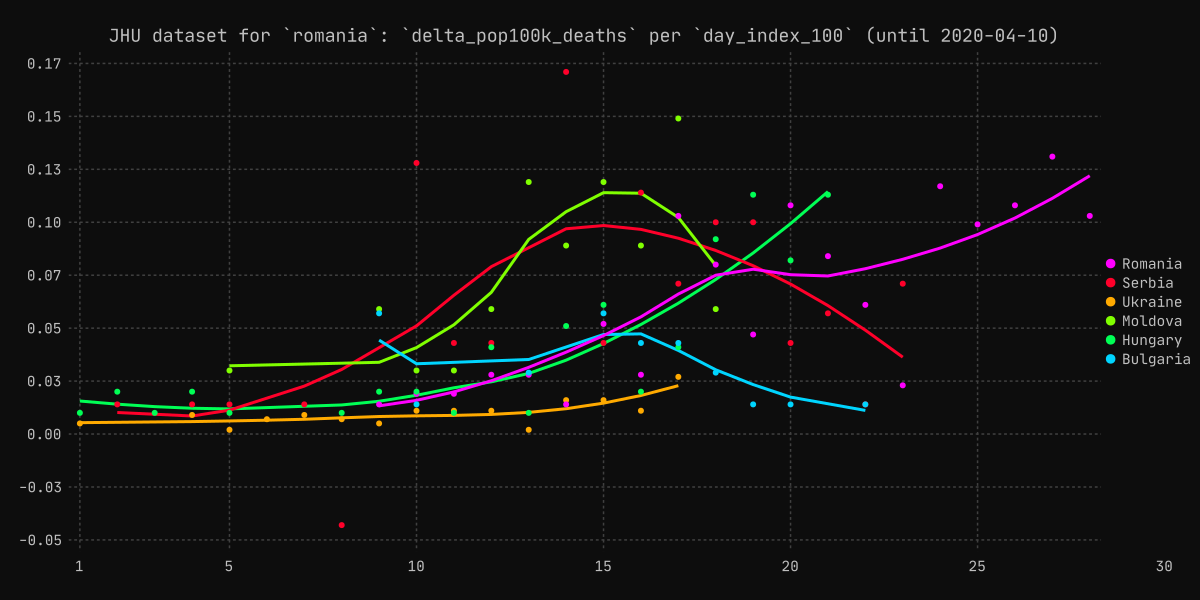 JHU dataset for `romania`: `delta_pop100k_deaths` per `day_index_100` (until 2020-04-10)
0.17
0.15
0.13
0.10
0.07
0.05
0.03
0.00
-0.03
-0.05
1 5 10 15 20 25 30
Romania
Serbia
Ukraine
Moldova
Hungary
Bulgaria